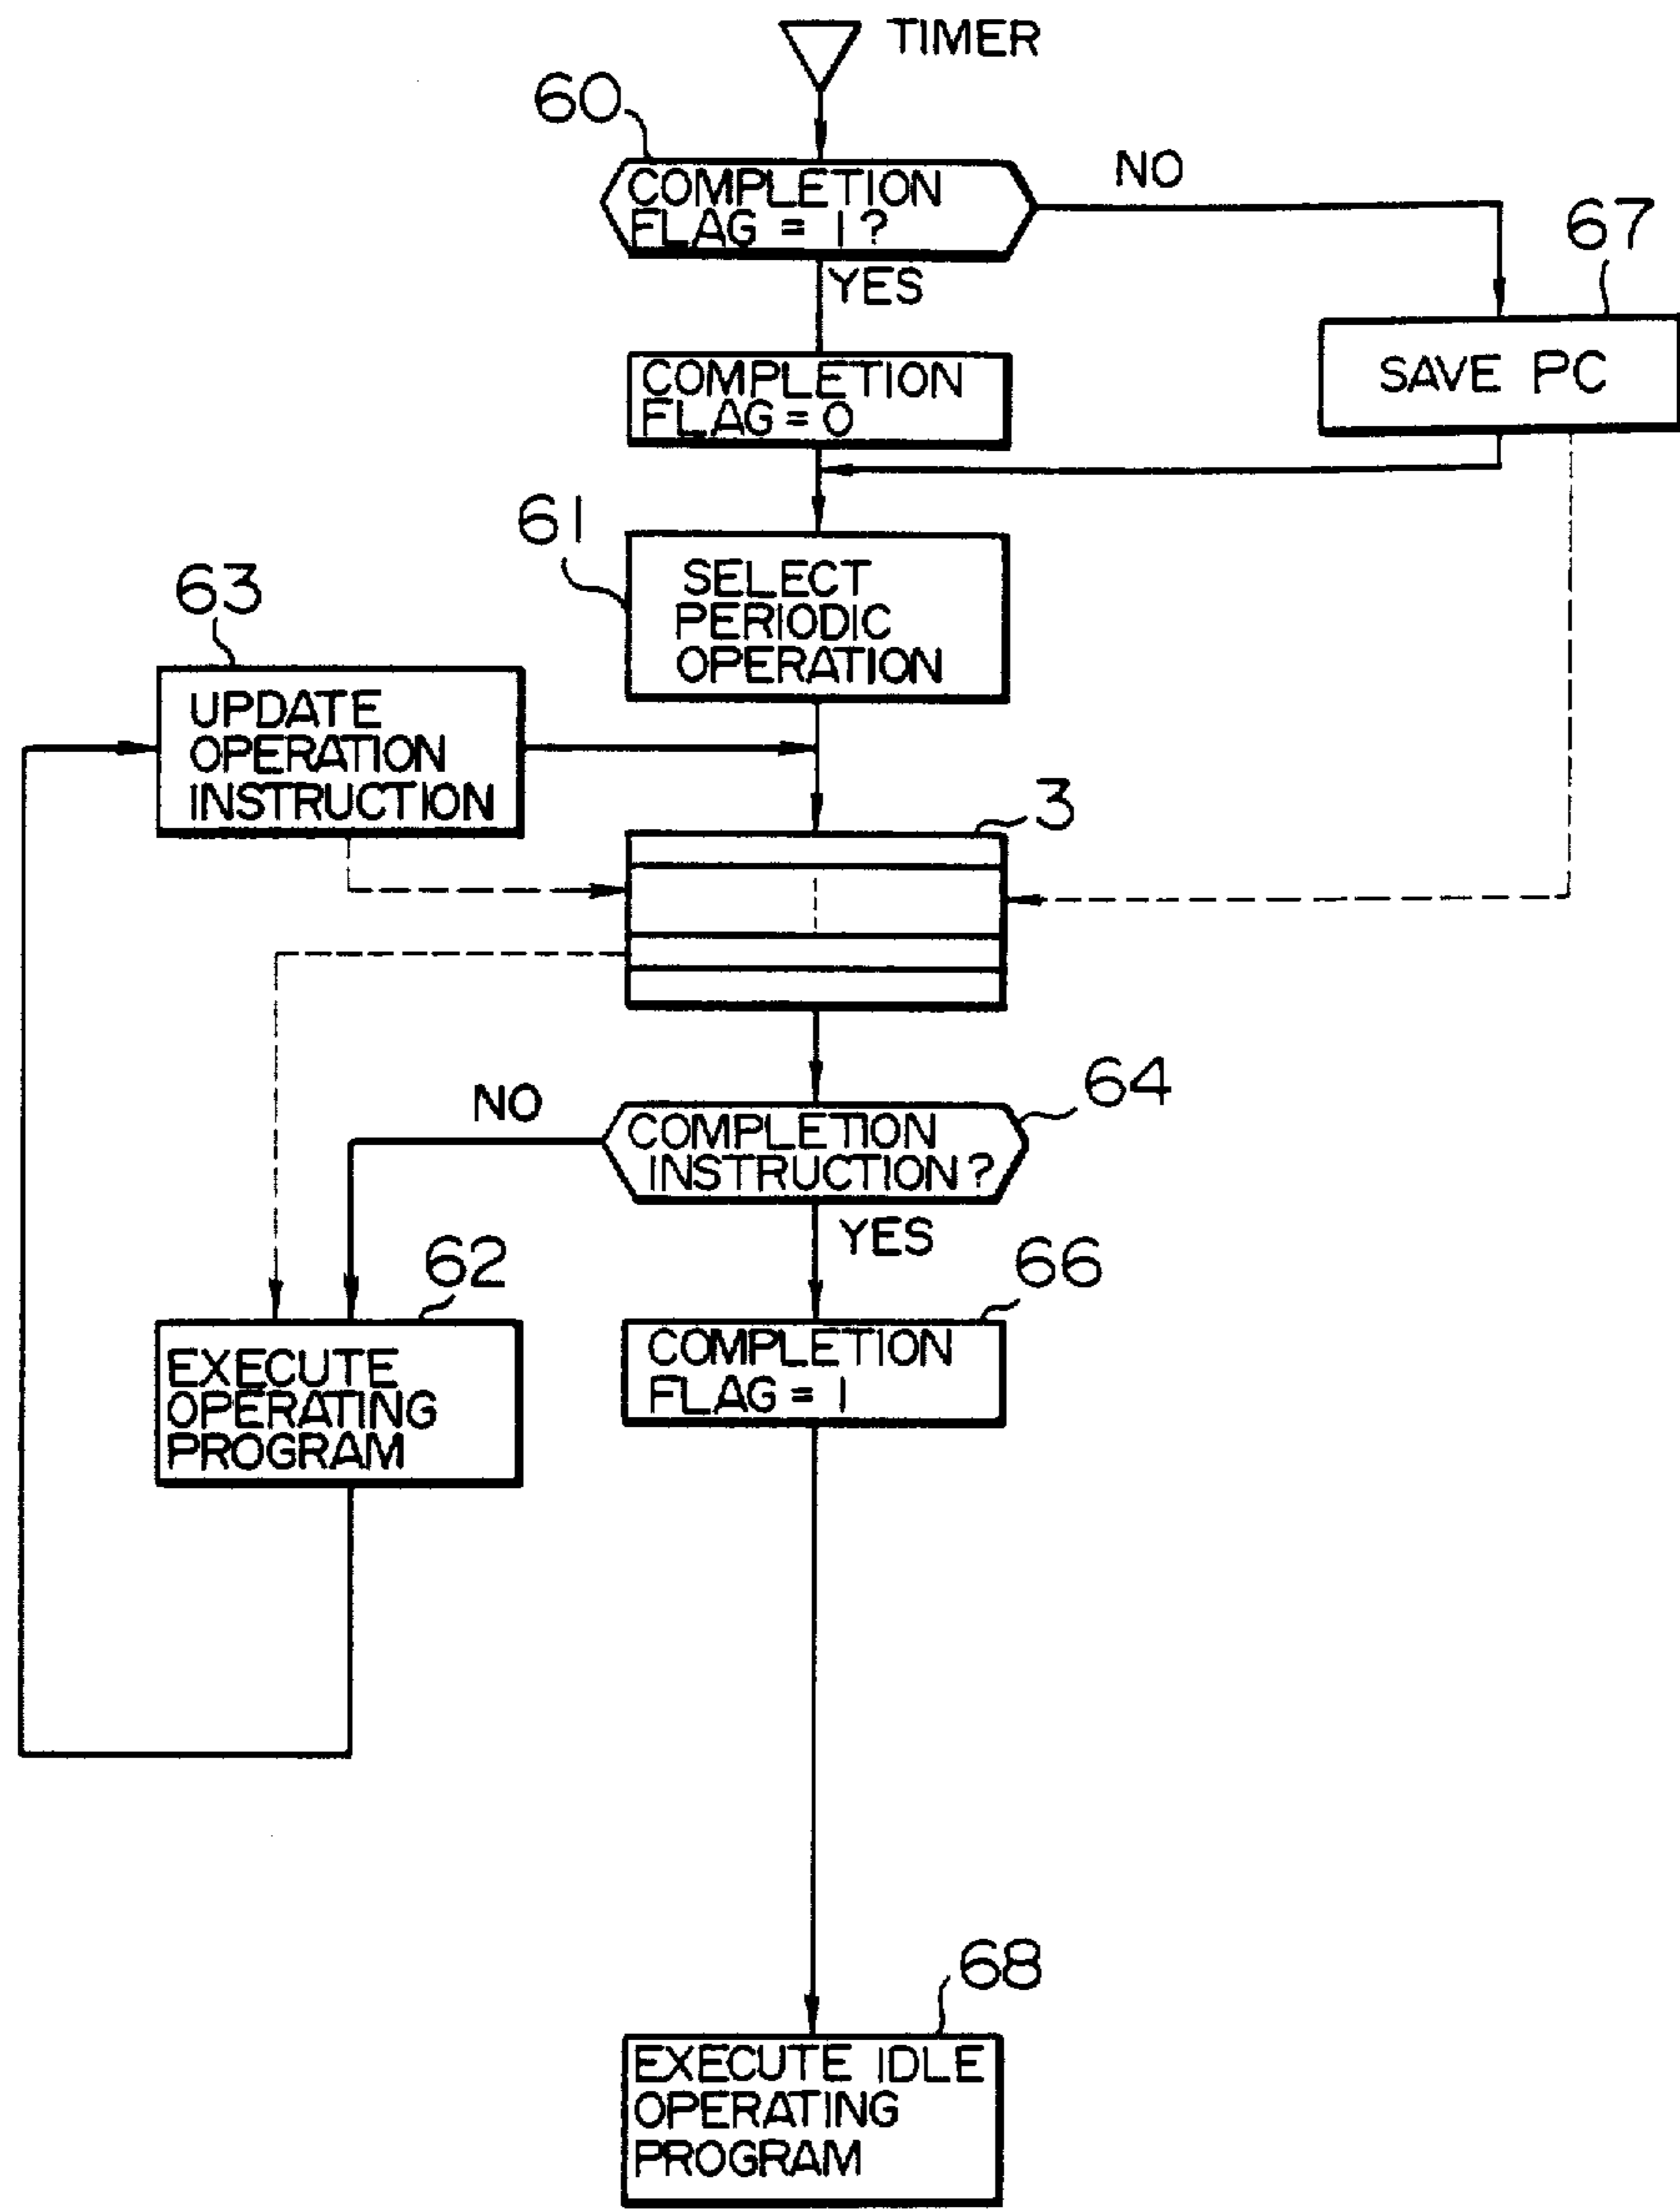 TIMER
60
COMPLETION
FLAG = 1?
NO
67
YES
SAVE PC
COMPLETION
FLAG = 0
61
SELECT
PERIODIC
OPERATION
63
UPDATE
OPERATION
INSTRUCTION
3
64
NO
COMPLETION
INSTRUCTION?
YES
62
66
EXECUTE
OPERATING
PROGRAM
COMPLETION
FLAG = 1
68
EXECUTE IDLE
OPERATING
PROGRAM